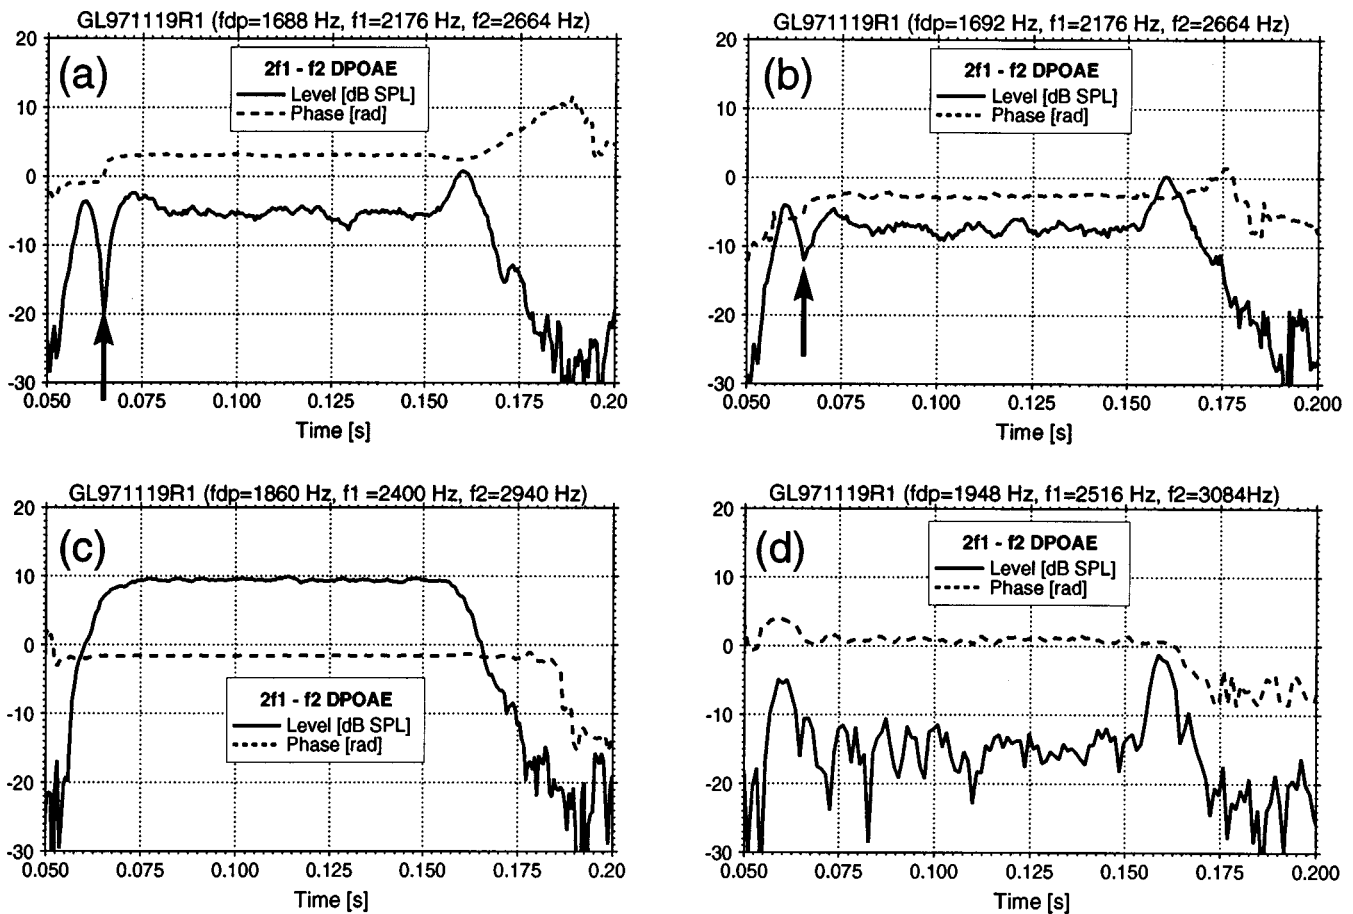 GL971119R1 (fdp=1688 Hz, f1=2176 Hz, f2=2664 Hz)
20
10
0
-10
-20
-30
(a)
2f1 - f2 DPOAE
Level [dB SPL]
Phase [rad]
0.050 0.075 0.100 0.125 0.150 0.175 0.20
Time [s]
GL971119R1 (fdp=1692 Hz, f1=2176 Hz, f2=2664 Hz)
20
10
0
-10
-20
-30
(b)
2f1 - f2 DPOAE
Level [dB SPL]
Phase [rad]
0.050 0.075 0.100 0.125 0.150 0.175 0.200
Time [s]
GL971119R1 (fdp=1860 Hz, f1 =2400 Hz, f2=2940 Hz)
20
10
0
-10
-20
-30
(c)
2f1 - f2 DPOAE
Level [dB SPL]
Phase [rad]
0.050 0.075 0.100 0.125 0.150 0.175 0.20
Time [s]
GL971119R1 (fdp=1948 Hz, f1=2516 Hz, f2=3084Hz)
20
10
0
-10
-20
-30
(d)
2f1 - f2 DPOAE
Level [dB SPL]
Phase [rad]
0.050 0.075 0.100 0.125 0.150 0.175 0.200
Time [s]